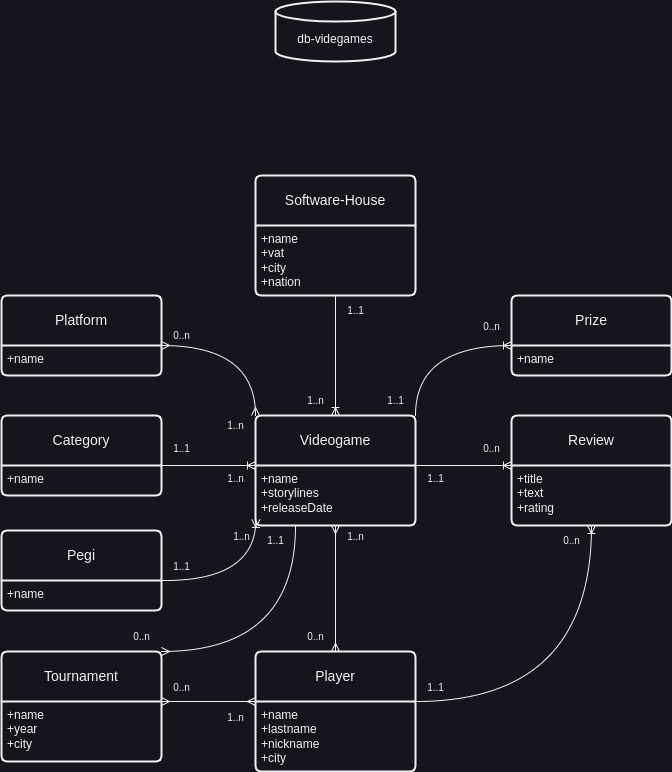 db-videgames
Software-House
+name
+vat
+city
+nation
1..1
1..n
Platform
+name
0..n
1..n
Prize
+name
0..n
1..1
Category
+name
1..1
1..n
Videogame
+name
+storylines
+releaseDate
Review
+title
+text
+rating
0..n
1..1
Pegi
+name
1..1
1..n
1..1
1..n
0..n
0..n
0..n
Tournament
+name
+year
+city
0..n
1..n
Player
+name
+lastname
+nickname
+city
1..1